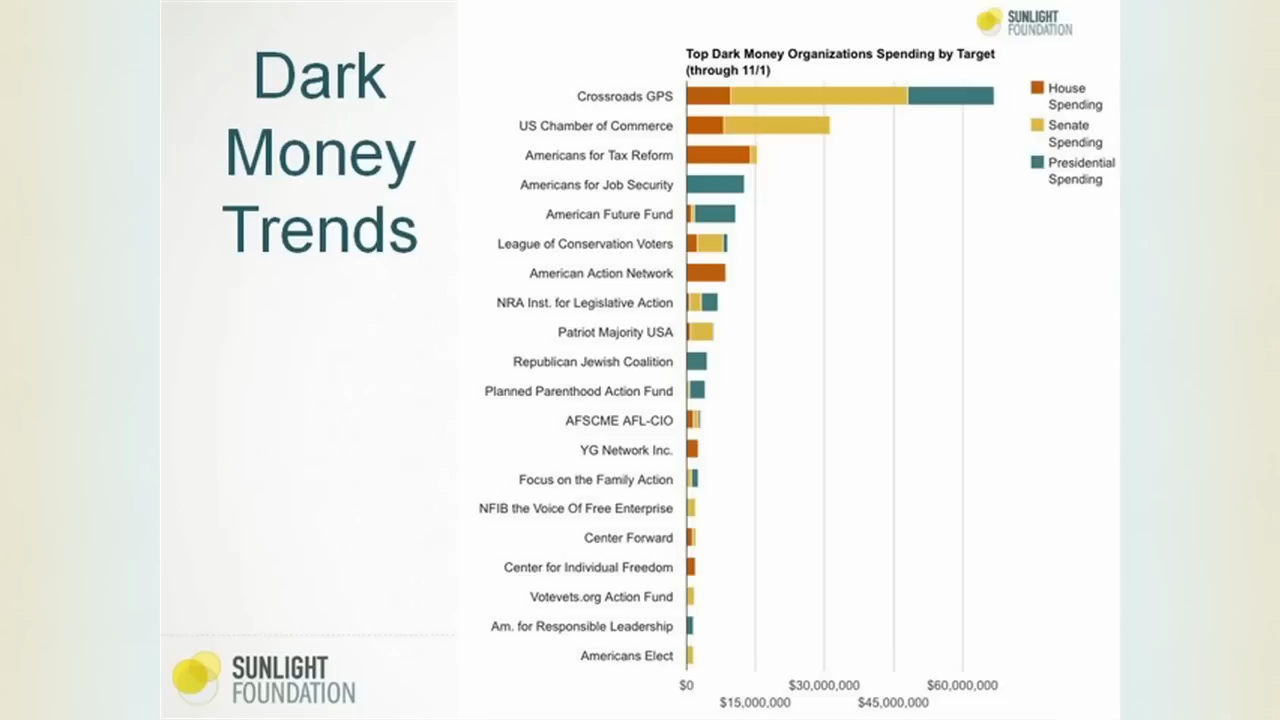 Dark
Money
Trends
SUNLIGHT
FOUNDATION
SUNLIGHT
FOUNDATION
Top Dark Money Organizations Spending by Target
(through 11/1)
Crossroads GPS
US Chamber of Commerce
Americans for Tax Reform
Americans for Job Security
American Future Fund
League of Conservation Voters
American Action Network
NRA Inst. for Legislative Action
Patriot Majority USA
Republican Jewish Coalition
Planned Parenthood Action Fund
AFSCME AFL-CIO
YG Network Inc.
Focus on the Family Action
NFIB the Voice Of Free Enterprise
Center Forward
Center for Individual Freedom
Votevets.org Action Fund
Am. for Responsible Leadership
Americans Elect
$0 $30,000,000 $60,000,000
$15,000,000 $45,000,000
House
Spending
Senate
Spending
Presidential
Spending